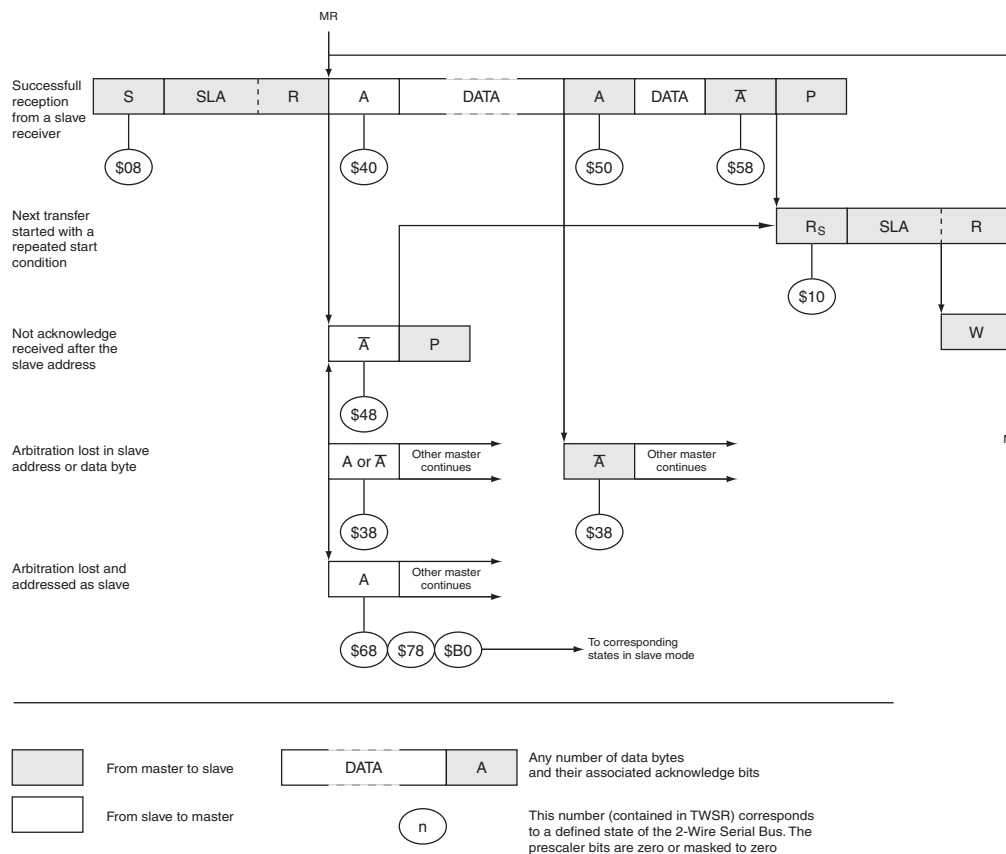 MR
Successfull
reception
from a slave
receiver
S SLA R A DATA A DATA A̅ P
$08 $40 $50 $58
Next transfer
started with a
repeated start
condition
RS SLA R
$10
W
Not acknowledge
received after the
slave address
A̅ P
$48
Arbitration lost in slave
address or data byte
A or A̅ Other master
continues
A̅ Other master
continues
$38 $38
Arbitration lost and
addressed as slave
A Other master
continues
$68 $78 $B0 To corresponding
states in slave mode
From master to slave
DATA A Any number of data bytes
and their associated acknowledge bits
From slave to master
n This number (contained in TWSR) corresponds
to a defined state of the 2-Wire Serial Bus. The
prescaler bits are zero or masked to zero